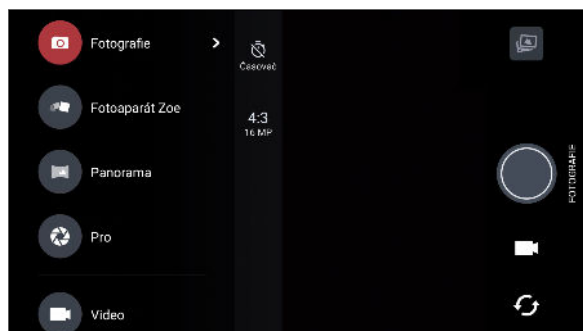 Fotografie
Fotoaparát Zoe
Panorama
Pro
Video
Časovač
4:3
16 MP
FOTOGRAFIE